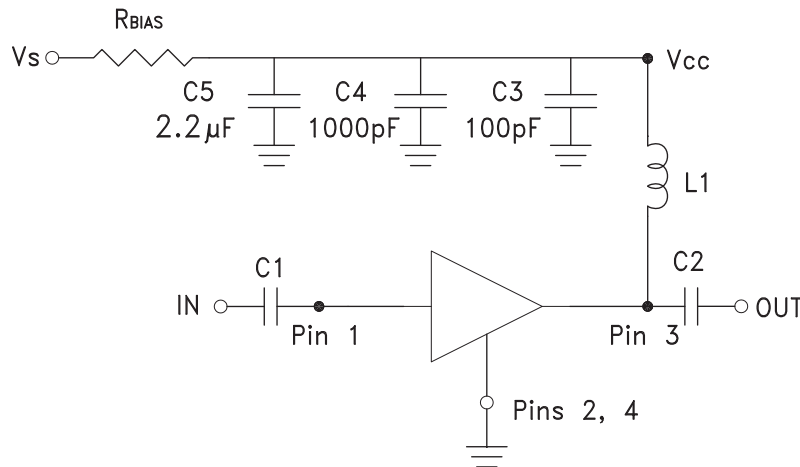 RBIAS
Vs
Vcc
C5
2.2µF
C4
1000pF
C3
100pF
L1
C1
C2
IN
Pin 1
Pin 3
OUT
Pins 2, 4